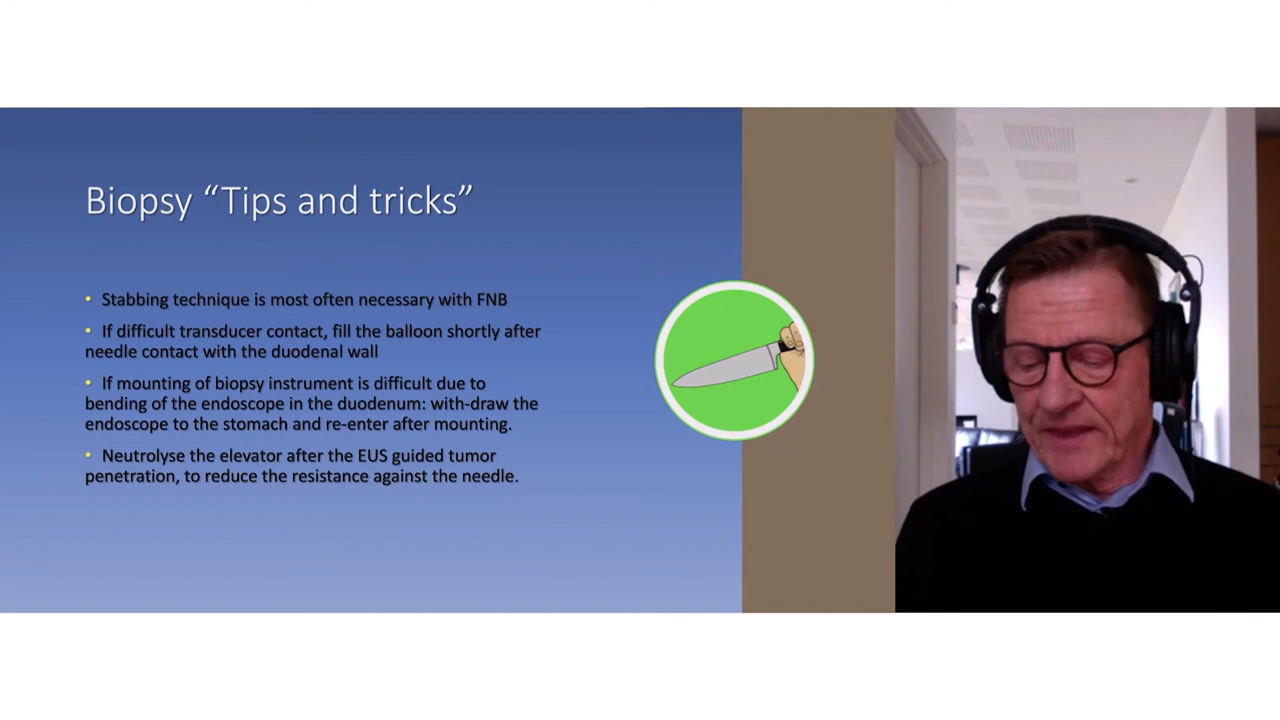 Biopsy “Tips and tricks”
• Stabbing technique is most often necessary with FNB
• If difficult transducer contact, fill the balloon shortly after
needle contact with the duodenal wall
• If mounting of biopsy instrument is difficult due to
bending of the endoscope in the duodenum: with-draw the
endoscope to the stomach and re-enter after mounting.
• Neutrolyse the elevator after the EUS guided tumor
penetration, to reduce the resistance against the needle.